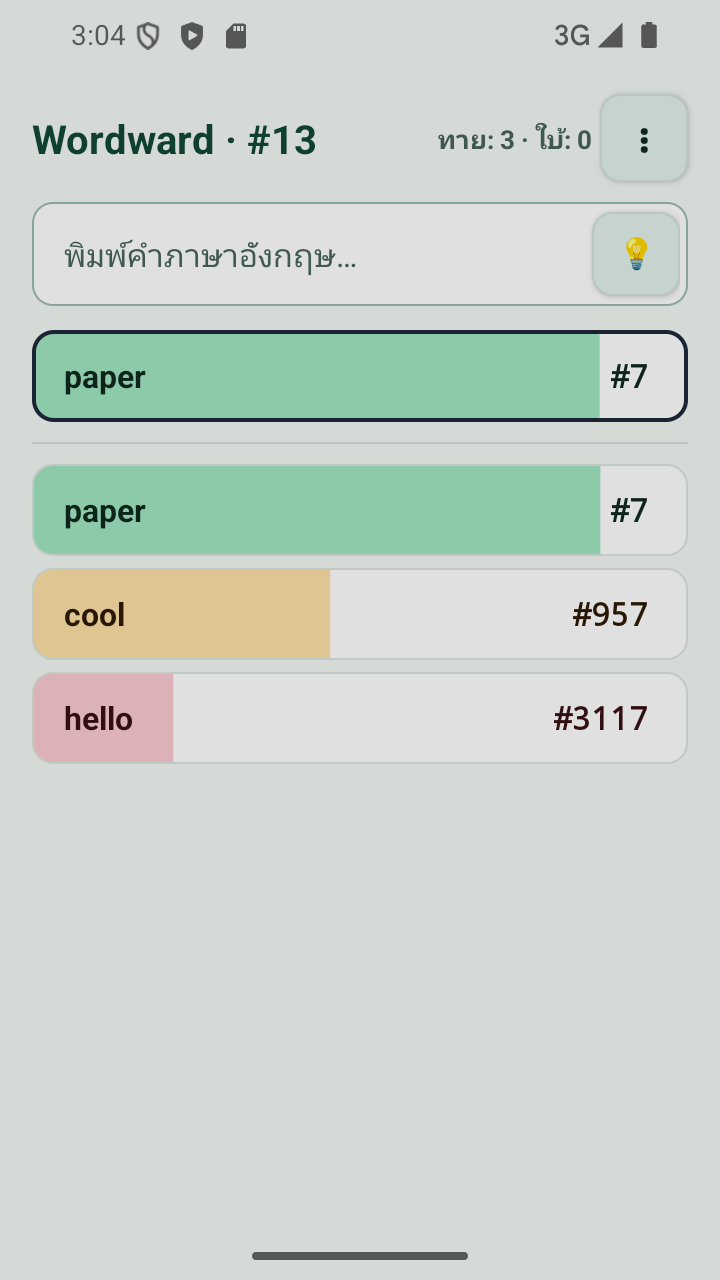 3:04 3G
Wordward · #13 ทาย: 3 · ใบ้: 0
พิมพ์คำภาษาอังกฤษ...
paper #7
paper #7
cool #957
hello #3117